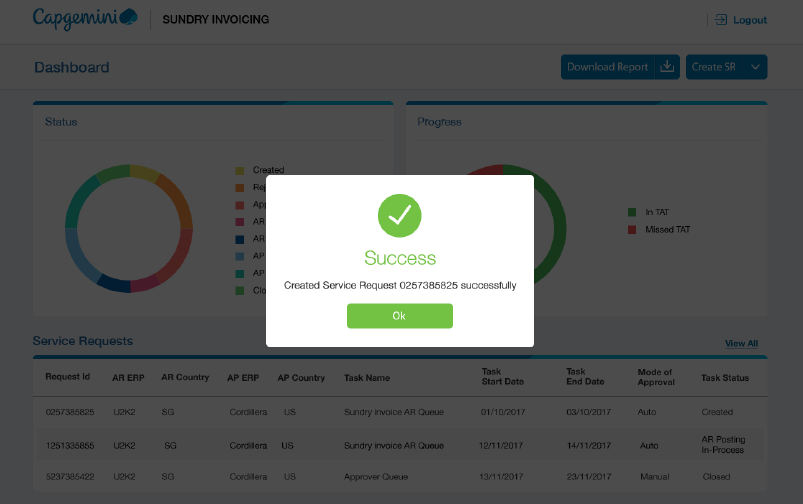 Capgemini
SUNDRY INVOICING
Logout
Dashboard
Download Report
Create SR
Status
Progress
Created
AR
AR
AP
AP
In TAT
Missed TAT
Success
Created Service Request 0257385825 successfully
Ok
Service Requests
View All
Request Id AR ERP AR Country AP ERP AP Country Task Name Task Start Date Task End Date Mode of Approval Task Status
0257385825 U2K2 SG Cordillera US Sundry invoice AR Queue 01/10/2017 03/10/2017 Auto Created
1251335855 U2K2 SG Cordillera US Sundry invoice AR Queue 12/11/2017 14/11/2017 Auto AR Posting In-Process
5237385422 U2K2 SG Cordillera US Approver Queue 13/11/2017 23/11/2017 Manual Closed